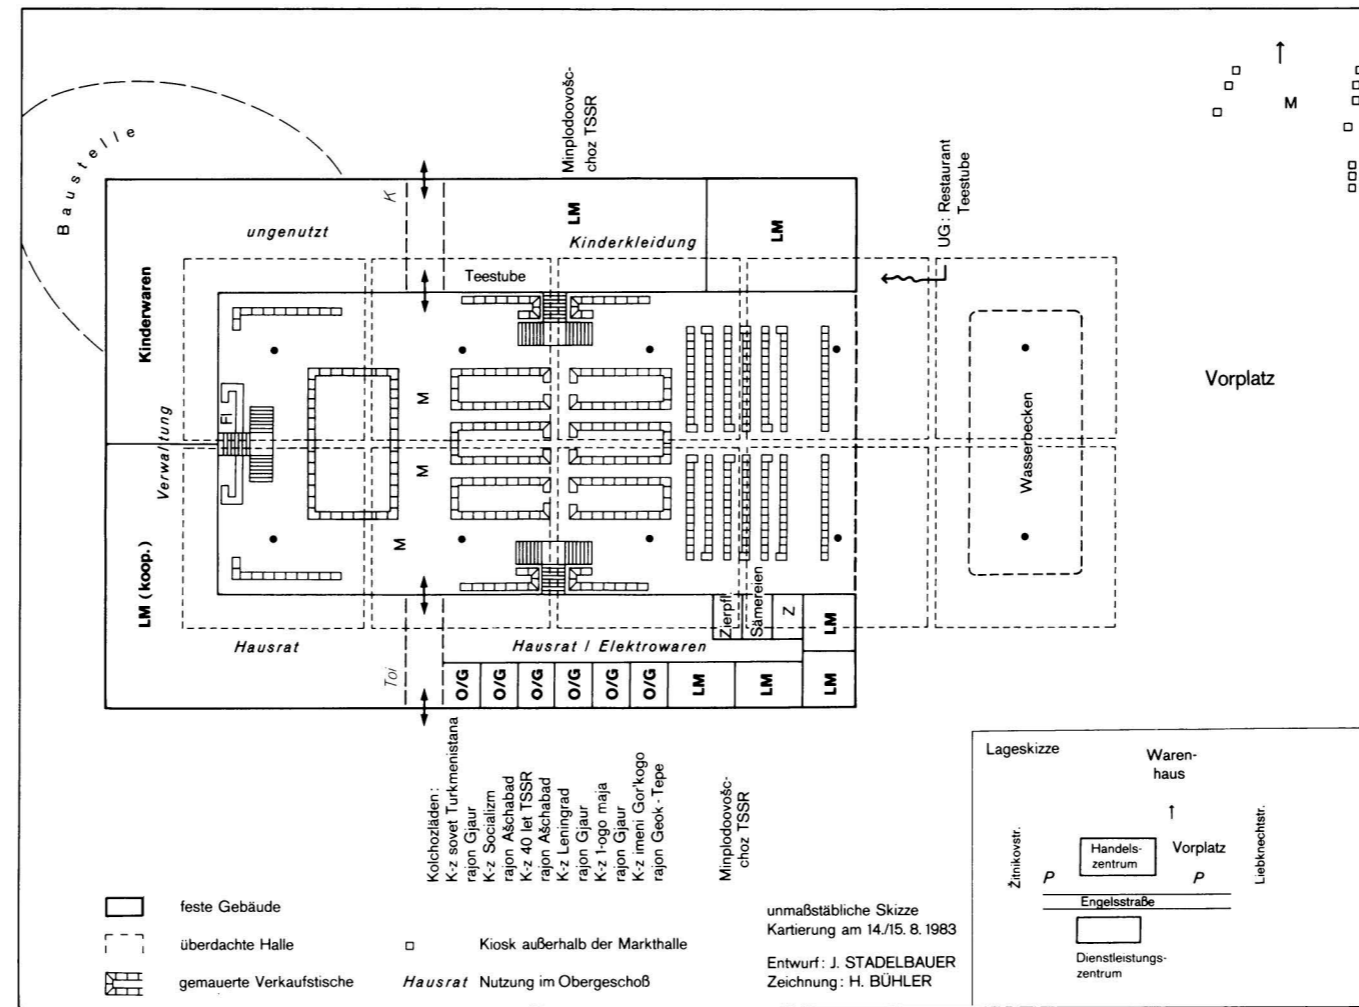 Baustelle
Minplodoovošc-
choz TSSR
M
K
ungenutzt
LM
Kinderkleidung
LM
UG: Restaurant
Teestube
Teestube
Kinderwaren
Verwaltung
LM (koop.)
Fl
M
M
M
Wasserbecken
Vorplatz
Zierpfl.
Sämereien
Z
LM
Hausrat
Hausrat / Elektrowaren
Toi
O/G
O/G
O/G
O/G
O/G
O/G
LM
LM
LM
Kolchozläden:
K-z sovet Turkmenistana
rajon Gjaur
K-z Socializm
rajon Ašchabad
K-z 40 let TSSR
rajon Ašchabad
K-z Leningrad
rajon Gjaur
K-z 1-ogo maja
rajon Gjaur
K-z imeni Gor'kogo
rajon Geok-Tepe
Minplodoovošc-
choz TSSR
Lageskizze
Waren-
haus
Žitnikovstr.
Handels-
zentrum
Vorplatz
Liebknechtstr.
P
P
Engelsstraße
Dienstleistungs-
zentrum
feste Gebäude
überdachte Halle
gemauerte Verkaufstische
Kiosk außerhalb der Markthalle
Hausrat Nutzung im Obergeschoß
unmaßstäbliche Skizze
Kartierung am 14./15. 8. 1983
Entwurf: J. STADELBAUER
Zeichnung: H. BÜHLER